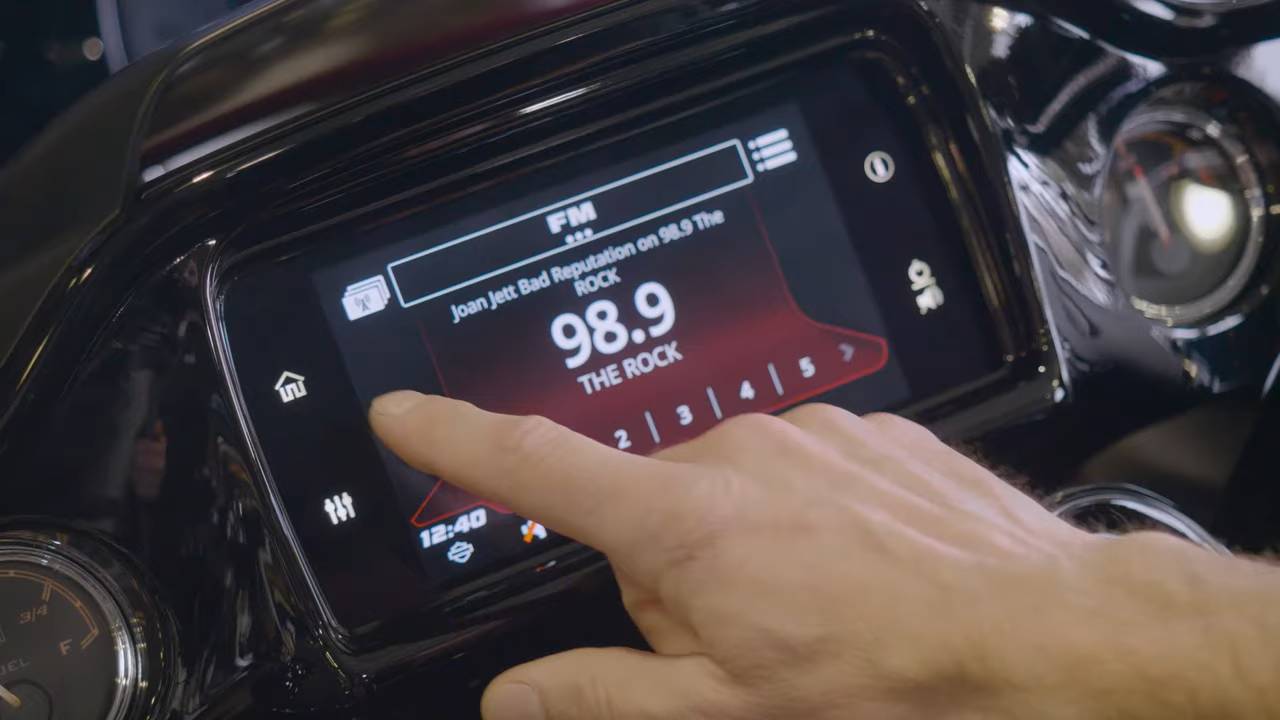 FM
Joan Jett Bad Reputation on 98.9 The
ROCK
98.9
THE ROCK
2 | 3 | 4 | 5
12:40
3/4
F